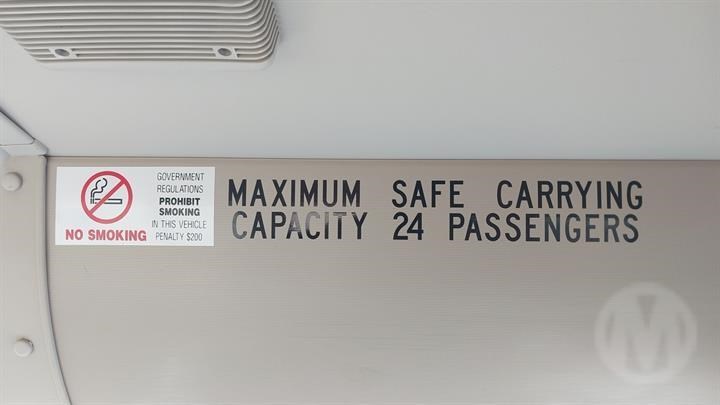 GOVERNMENT
REGULATIONS
PROHIBIT
SMOKING
IN THIS VEHICLE
PENALTY $200
NO SMOKING
MAXIMUM SAFE CARRYING
CAPACITY 24 PASSENGERS
M